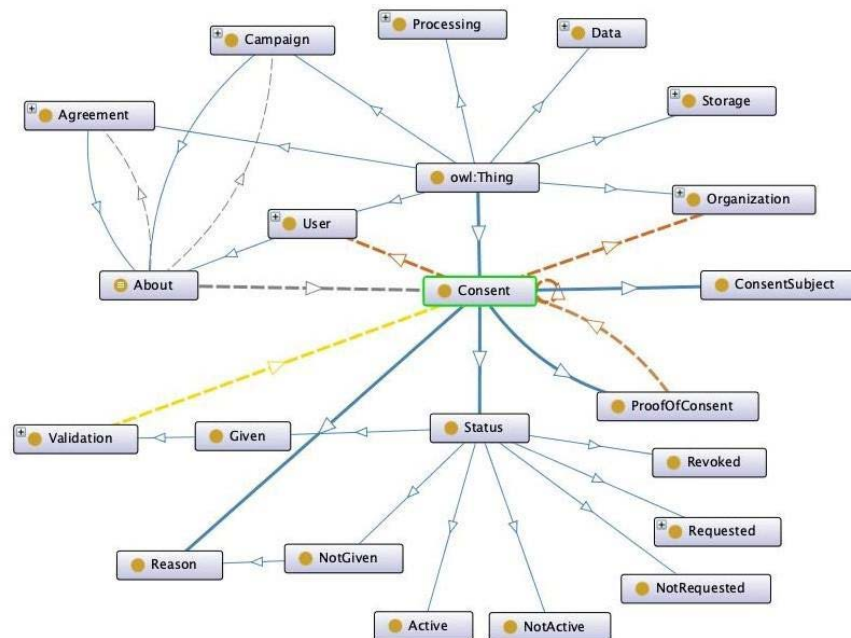 Processing
Data
Campaign
Storage
Agreement
owl:Thing
Organization
User
About
Consent
ConsentSubject
ProofOfConsent
Validation
Given
Status
Revoked
Requested
Reason
NotGiven
NotRequested
Active
NotActive